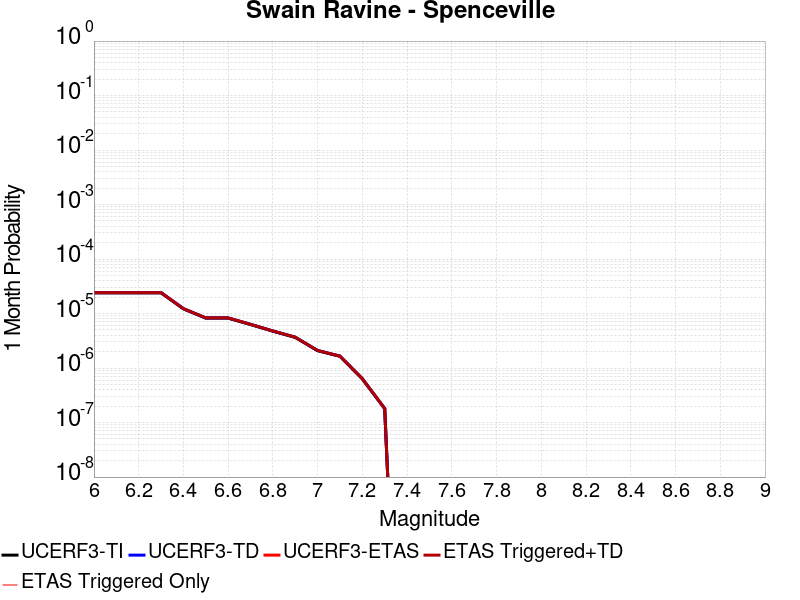 Swain Ravine - Spenceville
1 Month Probability
10^0
10^-1
10^-2
10^-3
10^-4
10^-5
10^-6
10^-7
10^-8
6 6.2 6.4 6.6 6.8 7 7.2 7.4 7.6 7.8 8 8.2 8.4 8.6 8.8 9
Magnitude
UCERF3-TI UCERF3-TD UCERF3-ETAS ETAS Triggered+TD
ETAS Triggered Only